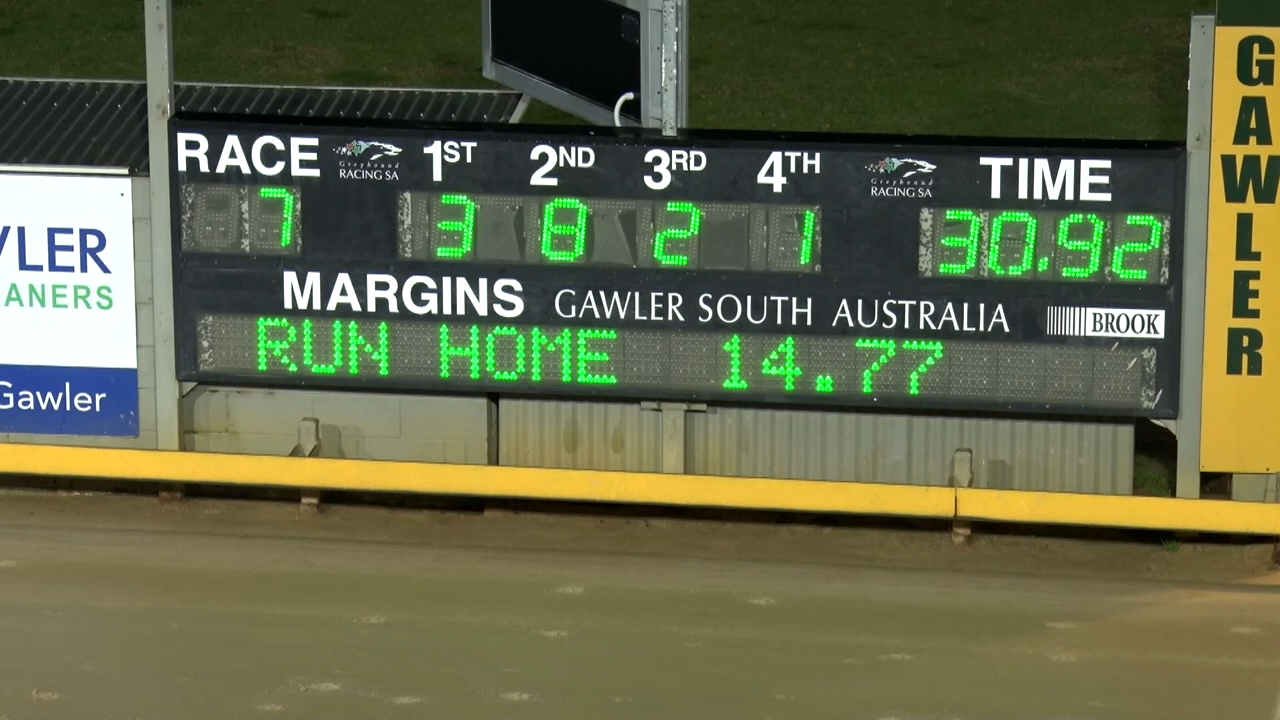 RACE
Greyhound
RACING SA
1ST 2ND 3RD 4TH
Greyhound
RACING SA
TIME
7 3 8 2 1 30.92
MARGINS GAWLER SOUTH AUSTRALIA BROOK
RUN HOME 14.77
GAWLER
LER
ANERS
Gawler